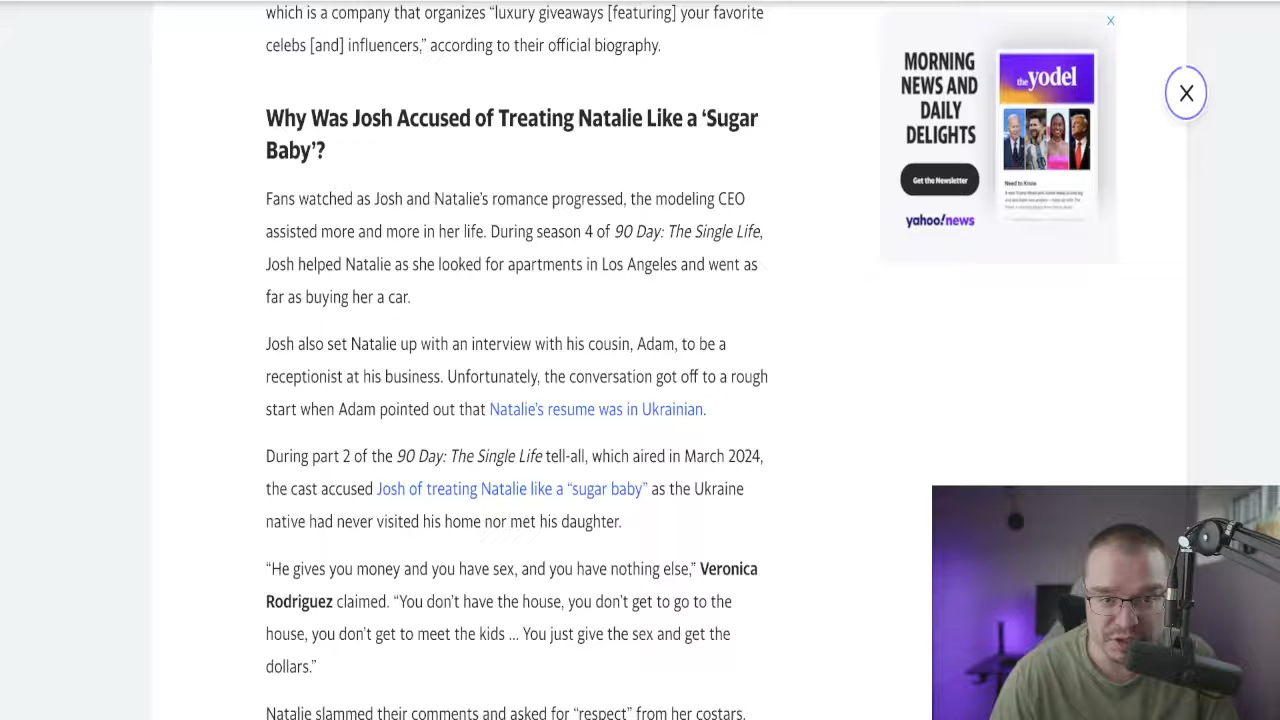 which is a company that organizes “luxury giveaways [featuring] your favorite
celebs [and] influencers,” according to their official biography.
Why Was Josh Accused of Treating Natalie Like a ‘Sugar
Baby’?
Fans watched as Josh and Natalie’s romance progressed, the modeling CEO
assisted more and more in her life. During season 4 of 90 Day: The Single Life,
Josh helped Natalie as she looked for apartments in Los Angeles and went as
far as buying her a car.
Josh also set Natalie up with an interview with his cousin, Adam, to be a
receptionist at his business. Unfortunately, the conversation got off to a rough
start when Adam pointed out that Natalie’s resume was in Ukrainian.
During part 2 of the 90 Day: The Single Life tell-all, which aired in March 2024,
the cast accused Josh of treating Natalie like a “sugar baby” as the Ukraine
native had never visited his home nor met his daughter.
“He gives you money and you have sex, and you have nothing else,” Veronica
Rodriguez claimed. “You don’t have the house, you don’t get to go to the
house, you don’t get to meet the kids ... You just give the sex and get the
dollars.”
Natalie slammed their comments and asked for “respect” from her costars.
X
MORNING
NEWS AND
DAILY
DELIGHTS
Get the Newsletter
yahoo!news
the yodel
Need to Know
X